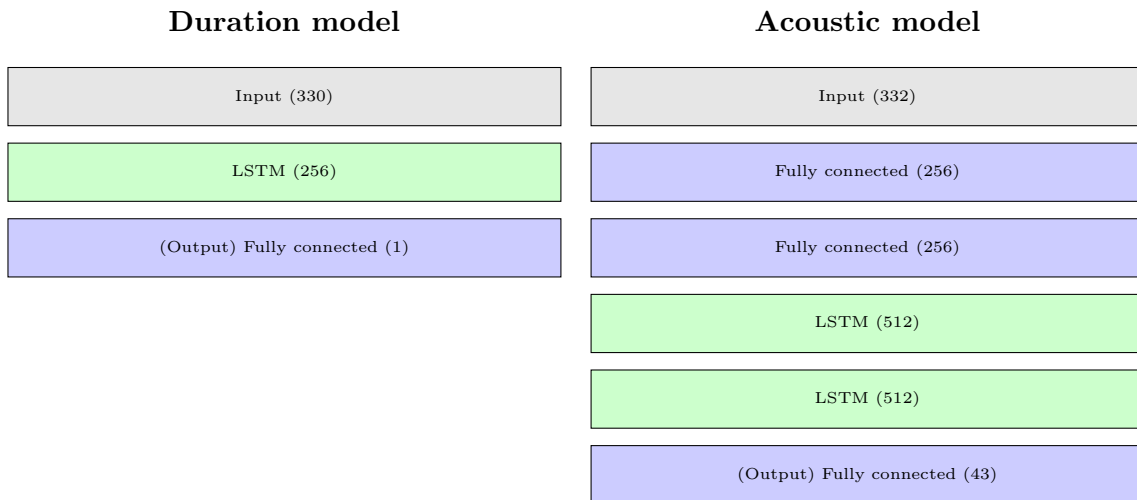 Duration model
Input (330)
LSTM (256)
(Output) Fully connected (1)
Acoustic model
Input (332)
Fully connected (256)
Fully connected (256)
LSTM (512)
LSTM (512)
(Output) Fully connected (43)